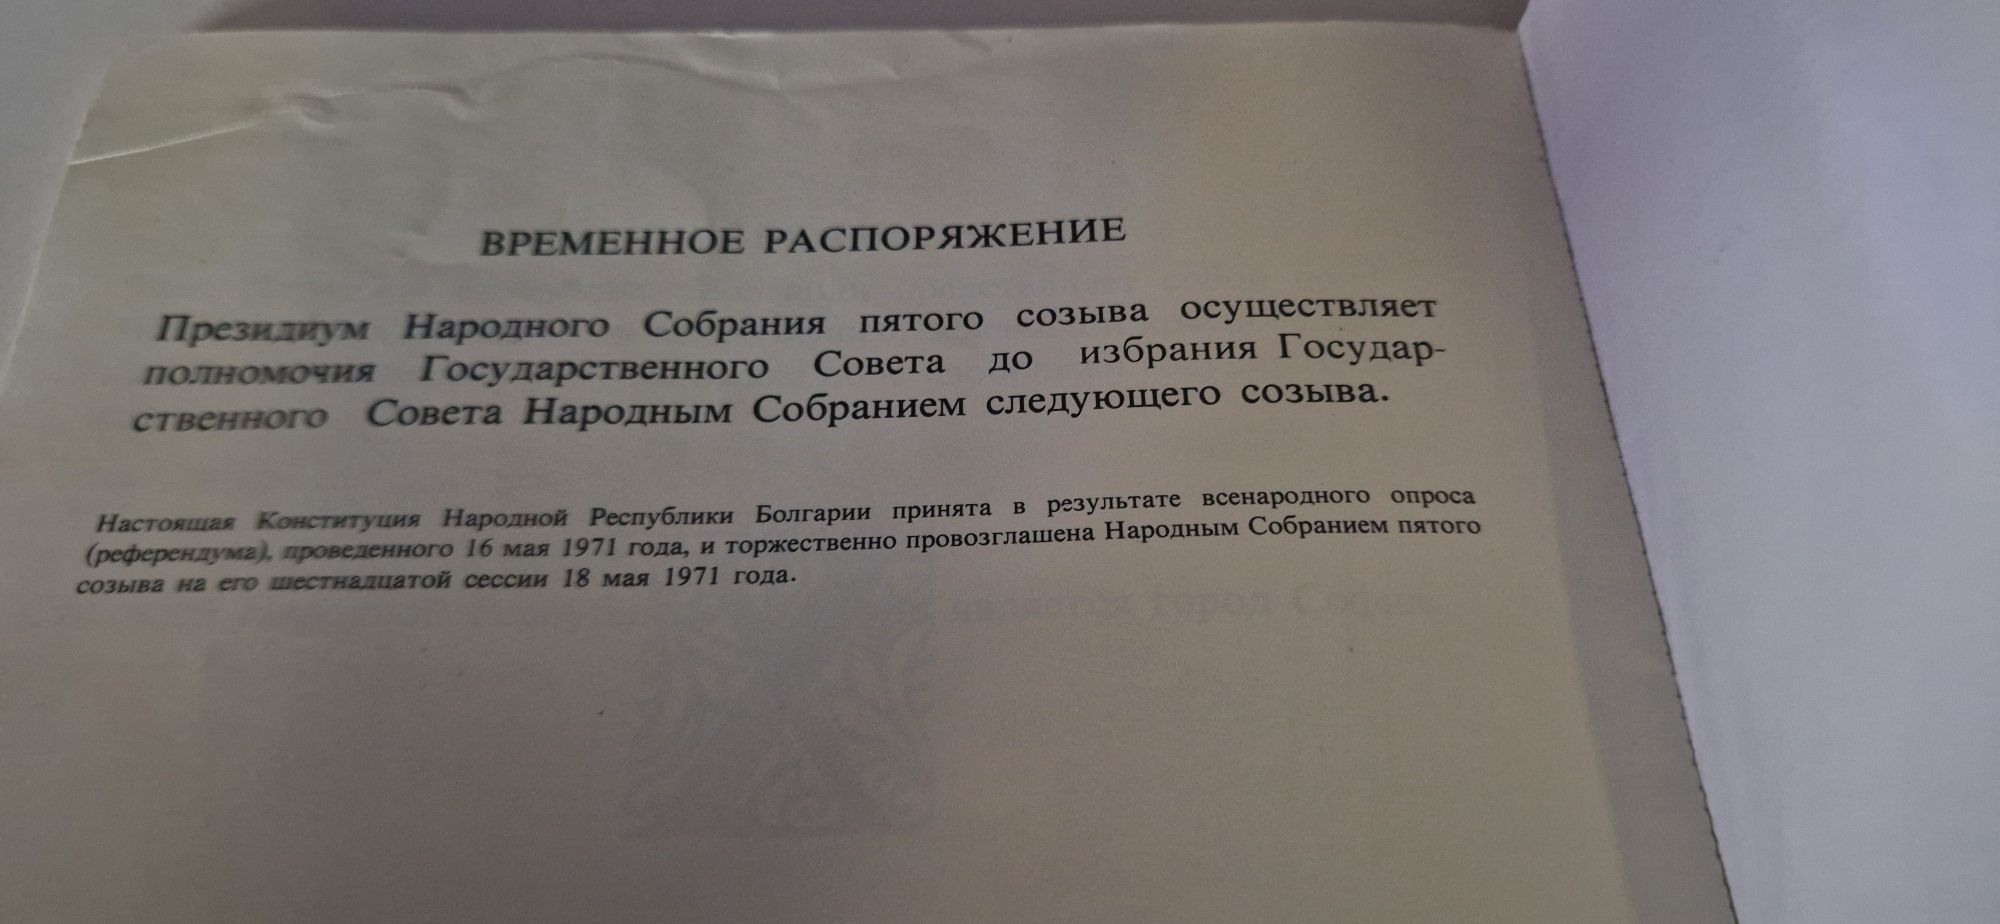 ВРЕМЕННОЕ РАСПОРЯЖЕНИЕ
Президиум Народного Собрания пятого созыва осуществляет
полномочия Государственного Совета до избрания Государ-
ственного Совета Народным Собранием следующего созыва.
Настоящая Конституция Народной Республики Болгарии принята в результате всенародного опроса
(референдума), проведенного 16 мая 1971 года, и торжественно провозглашена Народным Собранием пятого
созыва на его шестнадцатой сессии 18 мая 1971 года.